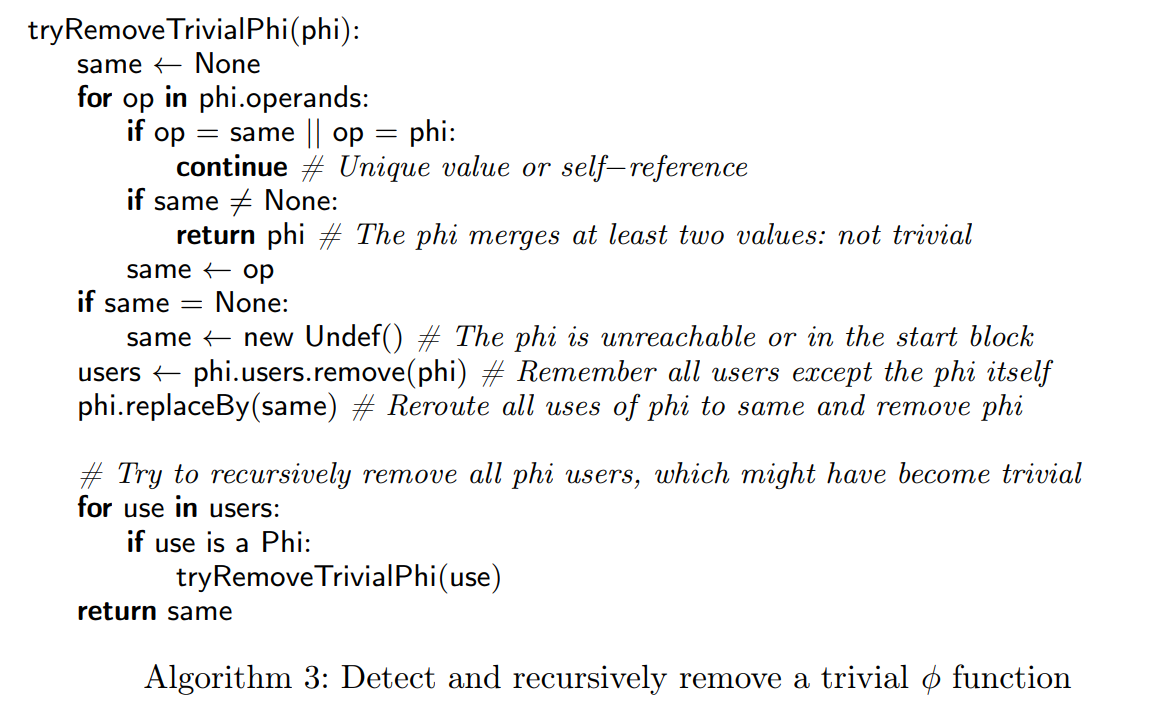 tryRemoveTrivialPhi(phi):
same ← None
for op in phi.operands:
if op = same || op = phi:
continue # Unique value or self−reference
if same ≠ None:
return phi # The phi merges at least two values: not trivial
same ← op
if same = None:
same ← new Undef() # The phi is unreachable or in the start block
users ← phi.users.remove(phi) # Remember all users except the phi itself
phi.replaceBy(same) # Reroute all uses of phi to same and remove phi
# Try to recursively remove all phi users, which might have become trivial
for use in users:
if use is a Phi:
tryRemoveTrivialPhi(use)
return same
Algorithm 3: Detect and recursively remove a trivial ϕ function